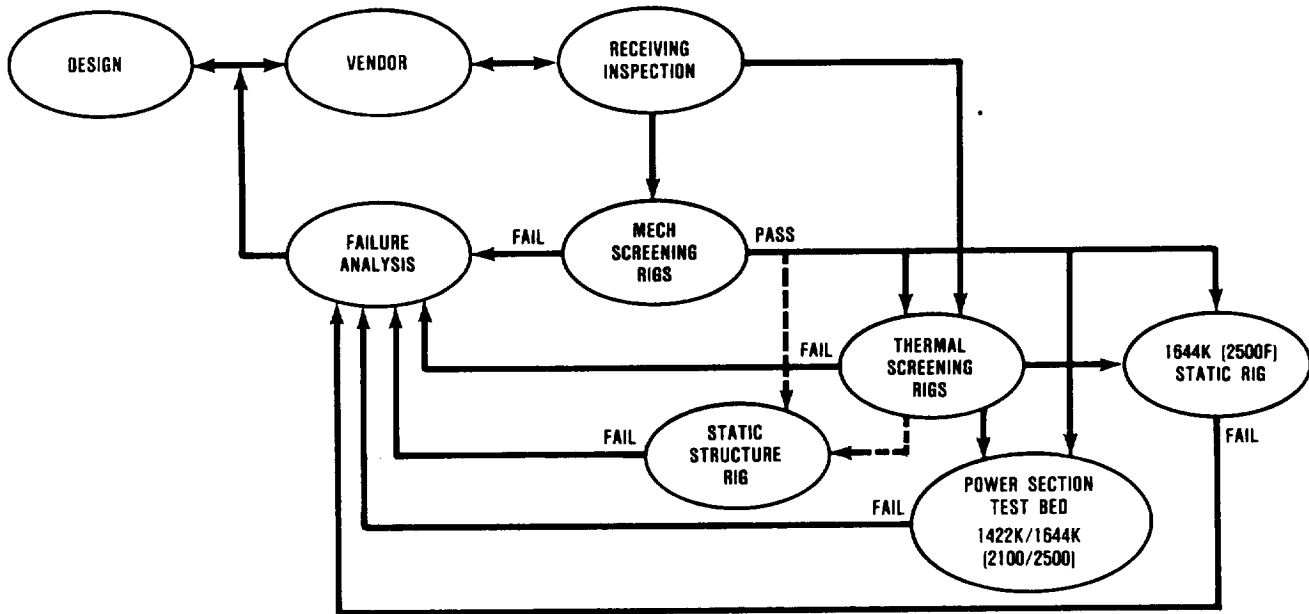 DESIGN
VENDOR
RECEIVING
INSPECTION
FAILURE
ANALYSIS
FAIL
MECH
SCREENING
RIGS
PASS
FAIL
THERMAL
SCREENING
RIGS
1644K (2500F)
STATIC RIG
FAIL
FAIL
STATIC
STRUCTURE
RIG
FAIL
POWER SECTION
TEST BED
1422K/1644K
(2100/2500)